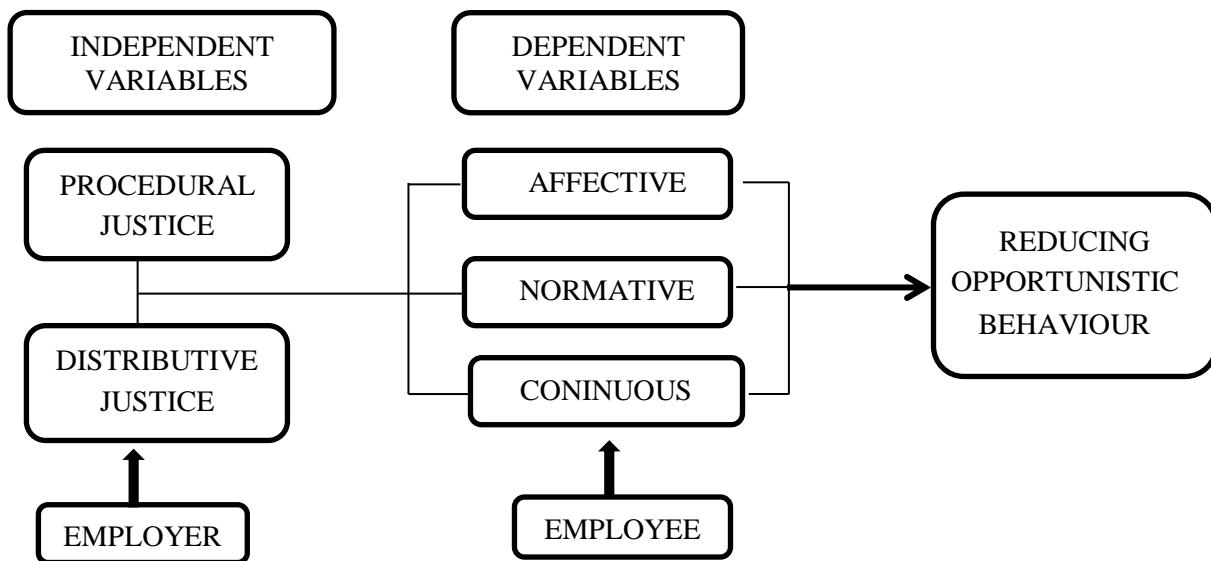 INDEPENDENT
VARIABLES
DEPENDENT
VARIABLES
PROCEDURAL
JUSTICE
DISTRIBUTIVE
JUSTICE
EMPLOYER
AFFECTIVE
NORMATIVE
CONINUOUS
EMPLOYEE
REDUCING
OPPORTUNISTIC
BEHAVIOUR